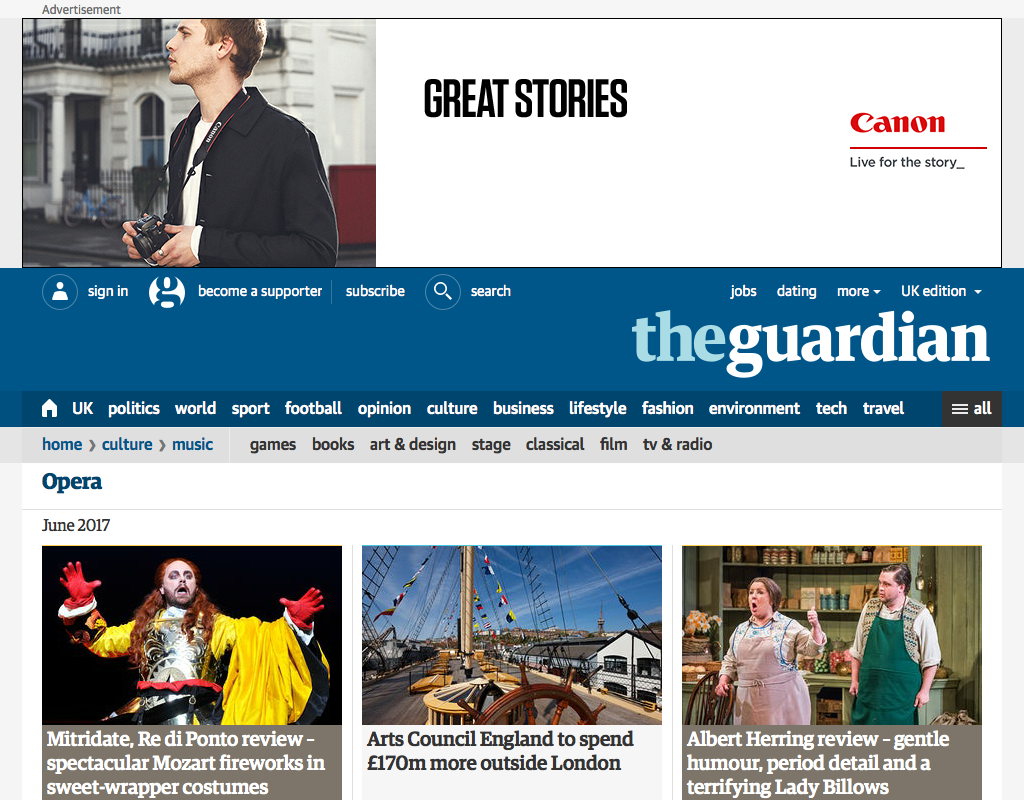 Advertisement
GREAT STORIES
Canon
Canon
Live for the story_
sign in
become a supporter
subscribe
search
jobs
dating
more
UK edition
theguardian
UK politics world sport football opinion culture business lifestyle fashion environment tech travel all
home culture music games books art & design stage classical film tv & radio
Opera
June 2017
Mitridate, Re di Ponto review –
spectacular Mozart fireworks in
sweet-wrapper costumes
Arts Council England to spend
£170m more outside London
Albert Herring review – gentle
humour, period detail and a
terrifying Lady Billows